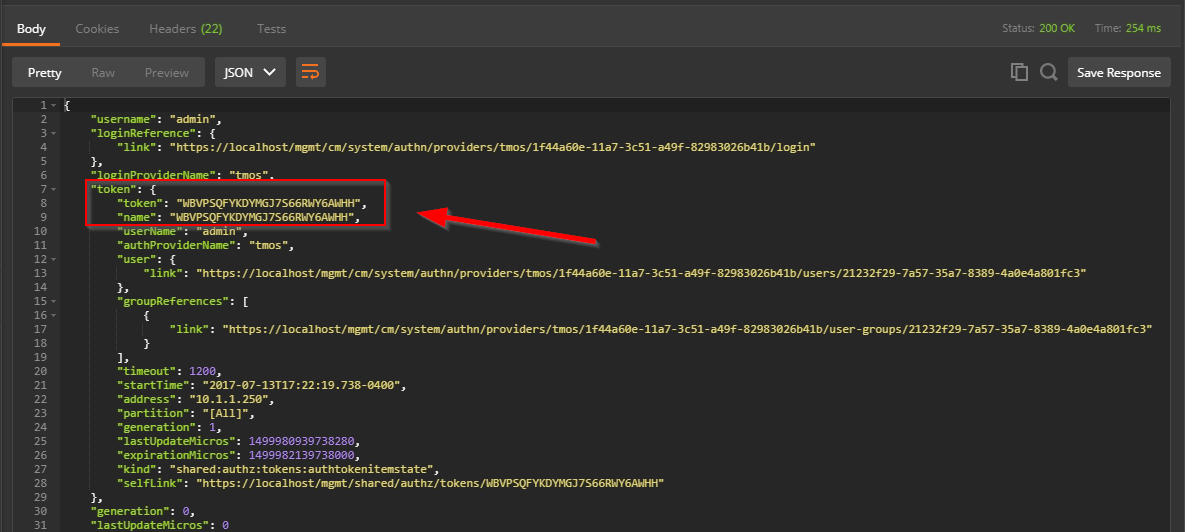 Body Cookies Headers (22) Tests Status: 200 OK Time: 254 ms
Pretty Raw Preview JSON Save Response
1 {
2 "username": "admin",
3 "loginReference": {
4 "link": "https://localhost/mgmt/cm/system/authn/providers/tmos/1f44a60e-11a7-3c51-a49f-82983026b41b/login"
5 },
6 "loginProviderName": "tmos",
7 "token": {
8 "token": "WBVPSQFYKDYMGJ7S66RWY6AWHH",
9 "name": "WBVPSQFYKDYMGJ7S66RWY6AWHH",
10 "userName": "admin",
11 "authProviderName": "tmos",
12 "user": {
13 "link": "https://localhost/mgmt/cm/system/authn/providers/tmos/1f44a60e-11a7-3c51-a49f-82983026b41b/users/21232f29-7a57-35a7-8389-4a0e4a801fc3"
14 },
15 "groupReferences": [
16 {
17 "link": "https://localhost/mgmt/cm/system/authn/providers/tmos/1f44a60e-11a7-3c51-a49f-82983026b41b/user-groups/21232f29-7a57-35a7-8389-4a0e4a801fc3"
18 }
19 ],
20 "timeout": 1200,
21 "startTime": "2017-07-13T17:22:19.738-0400",
22 "address": "10.1.1.250",
23 "partition": "[All]",
24 "generation": 1,
25 "lastUpdateMicros": 1499980939738280,
26 "expirationMicros": 1499982139738000,
27 "kind": "shared:authz:tokens:authtokenitemstate",
28 "selfLink": "https://localhost/mgmt/shared/authz/tokens/WBVPSQFYKDYMGJ7S66RWY6AWHH"
29 },
30 "generation": 0,
31 "lastUpdateMicros": 0